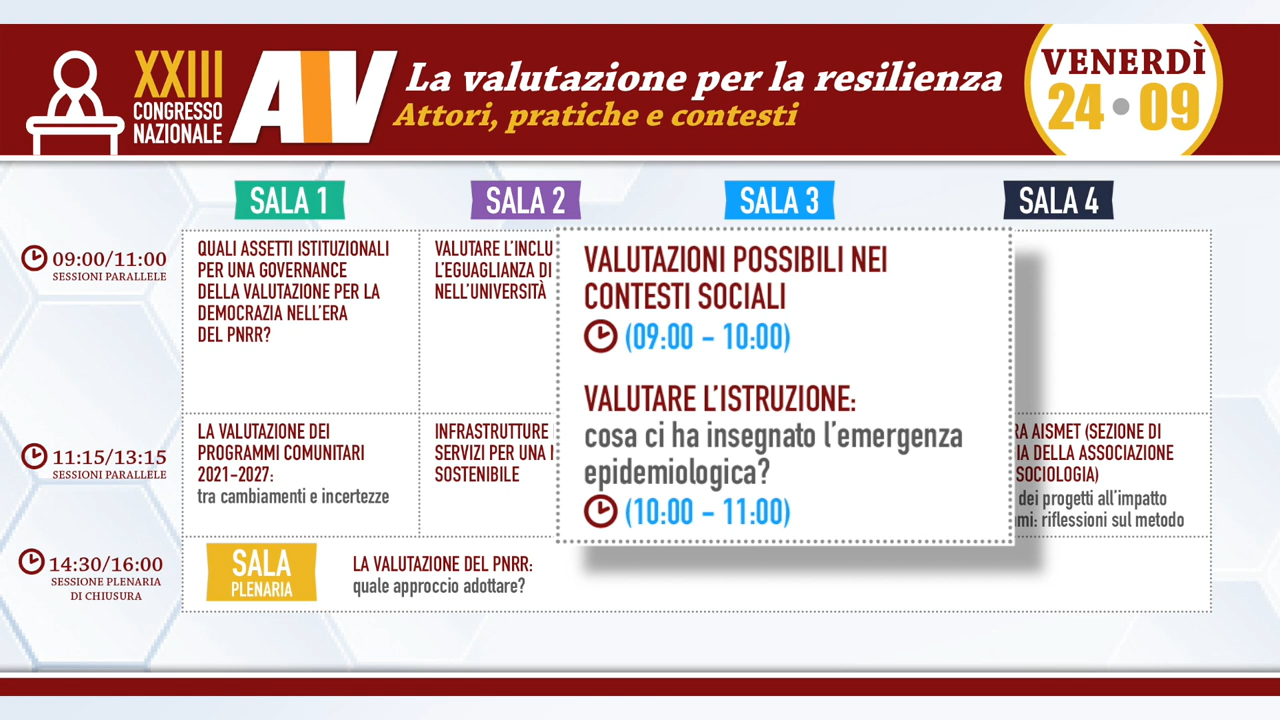 XXIII
CONGRESSO
NAZIONALE
AIV
La valutazione per la resilienza
Attori, pratiche e contesti
VENERDÌ
24 • 09
SALA 1
SALA 2
SALA 3
SALA 4
09:00/11:00
SESSIONI PARALLELE
QUALI ASSETTI ISTITUZIONALI
PER UNA GOVERNANCE
DELLA VALUTAZIONE PER LA
DEMOCRAZIA NELL'ERA
DEL PNRR?
VALUTARE
L'EGUAGLIANZA DI
NELL'UNIVERSITÀ
VALUTAZIONI POSSIBILI NEI
CONTESTI SOCIALI
(09:00 – 10:00)
VALUTARE L'ISTRUZIONE:
cosa ci ha insegnato l'emergenza
epidemiologica?
(10:00 – 11:00)
11:15/13:15
SESSIONI PARALLELE
LA VALUTAZIONE DEI
PROGRAMMI COMUNITARI
2021-2027:
tra cambiamenti e incertezze
INFRASTRUTTURE
SERVIZI PER UNA
SOSTENIBILE
AISMET (SEZIONE DI
DELLA ASSOCIAZIONE
SOCIOLOGIA)
dei progetti all'impatto
riflessioni sul metodo
14:30/16:00
SESSIONE PLENARIA
DI CHIUSURA
SALA
PLENARIA
LA VALUTAZIONE DEL PNRR:
quale approccio adottare?